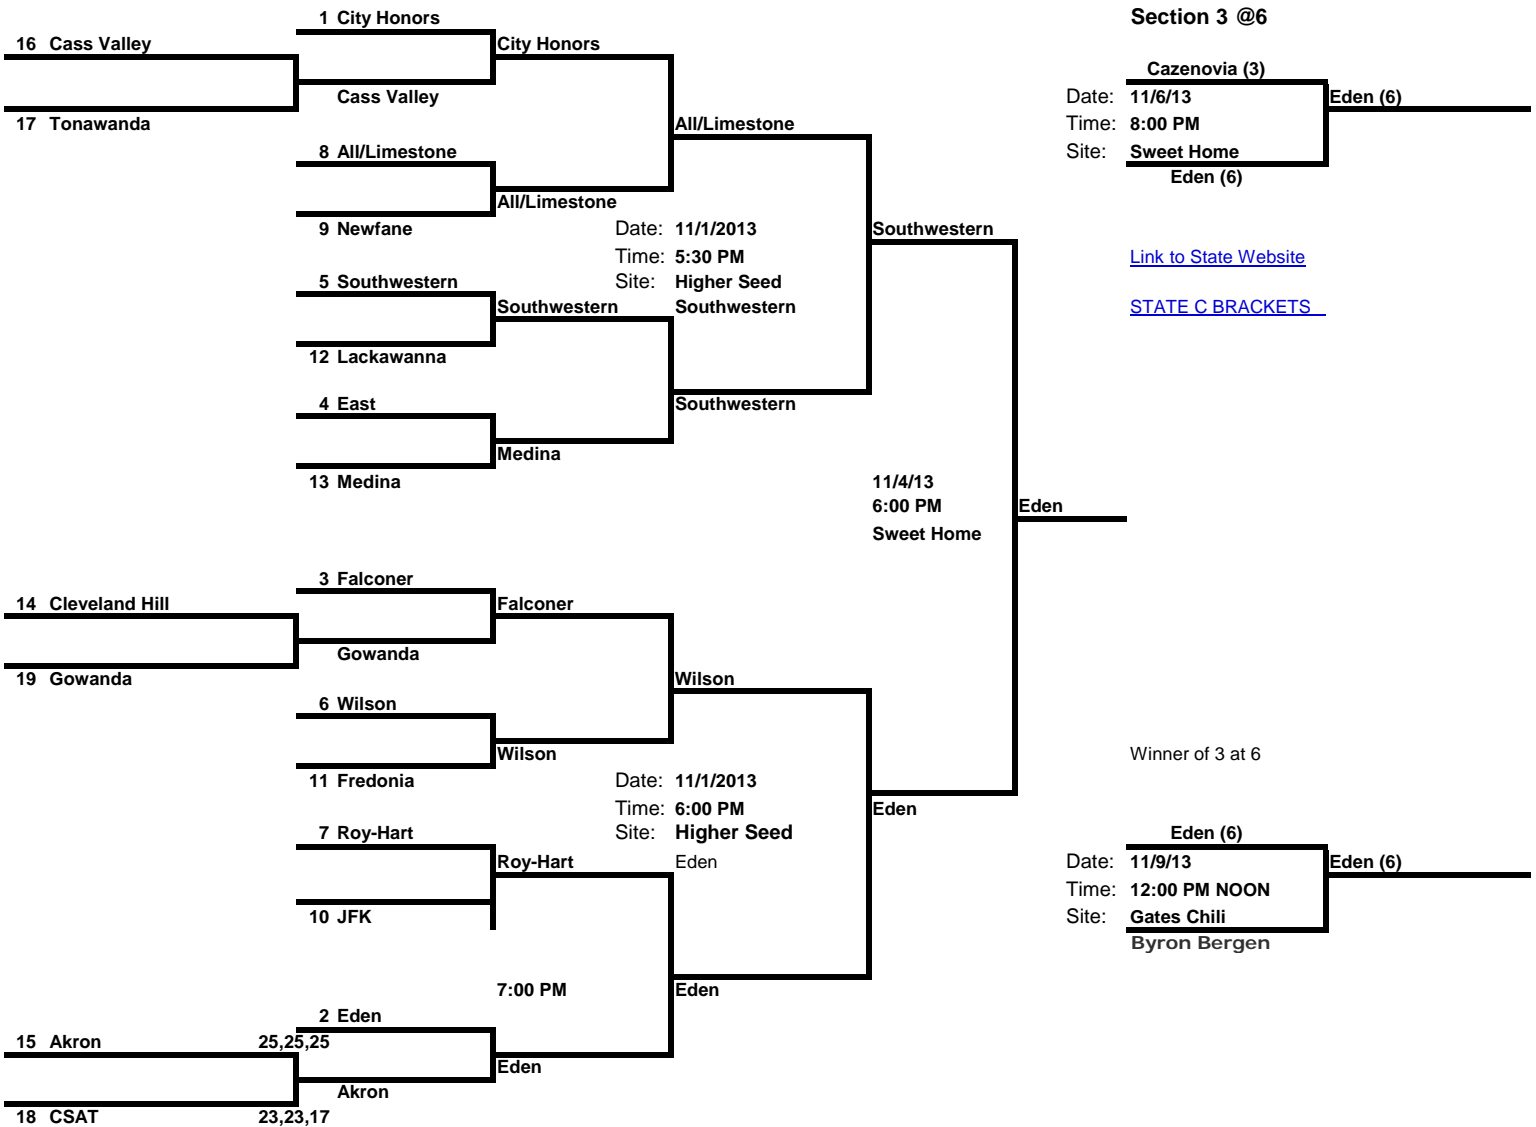 1 City Honors
Section 3 @6
16 Cass Valley
City Honors
Cazenovia (3)
Cass Valley
Date: 11/6/13
Eden (6)
17 Tonawanda
All/Limestone
Time: 8:00 PM
8 All/Limestone
Site: Sweet Home
Eden (6)
All/Limestone
9 Newfane
Date: 11/1/2013
Southwestern
Time: 5:30 PM
Link to State Website
5 Southwestern
Site: Higher Seed
Southwestern
Southwestern
STATE C BRACKETS
12 Lackawanna
4 East
Southwestern
Medina
13 Medina
11/4/13
6:00 PM
Eden
Sweet Home
3 Falconer
14 Cleveland Hill
Falconer
Gowanda
19 Gowanda
Wilson
6 Wilson
Wilson
Winner of 3 at 6
11 Fredonia
Date: 11/1/2013
Time: 6:00 PM
Eden
7 Roy-Hart
Site: Higher Seed
Eden (6)
Roy-Hart
Eden
Date: 11/9/13
Eden (6)
Time: 12:00 PM NOON
10 JFK
Site: Gates Chili
Byron Bergen
7:00 PM
Eden
2 Eden
15 Akron 25,25,25
Eden
Akron
18 CSAT 23,23,17